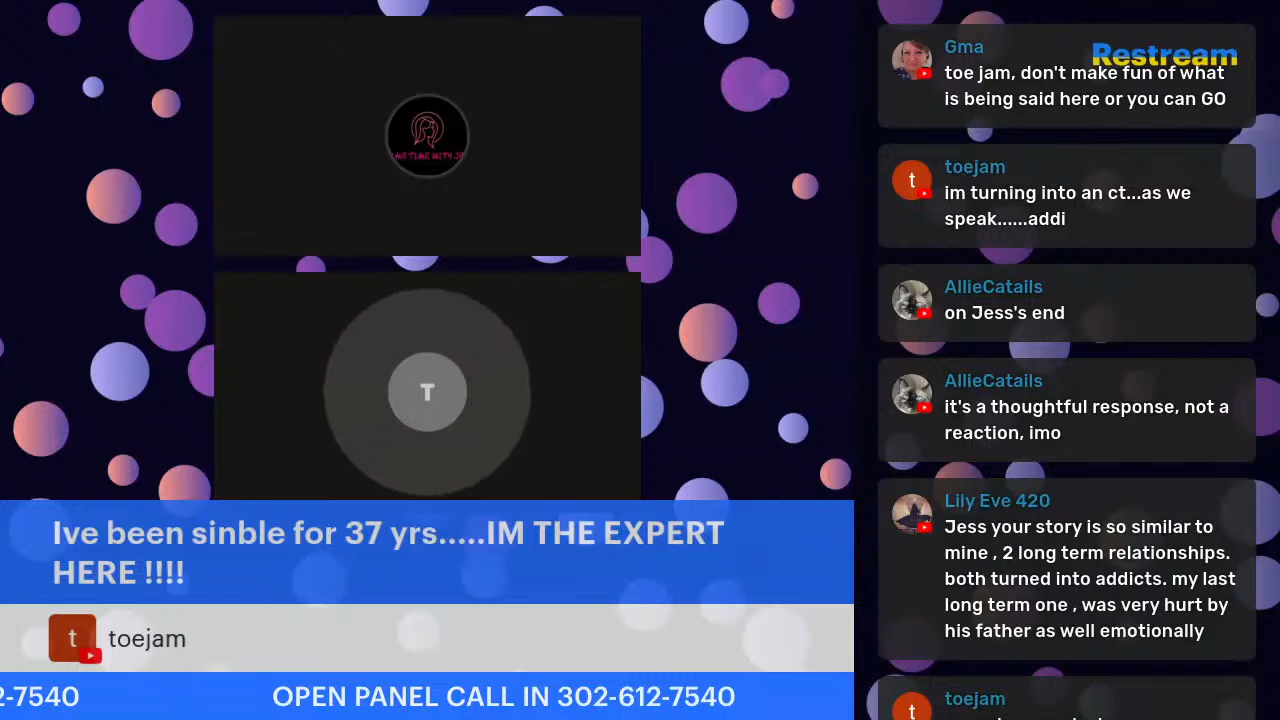 T
Ive been sinble for 37 yrs.....IM THE EXPERT
HERE !!!!
t
toejam
2-7540
OPEN PANEL CALL IN 302-612-7540
Restream
Gma
toe jam, don't make fun of what
is being said here or you can GO
t
toejam
im turning into an ct...as we
speak......addi
AllieCatails
on Jess's end
AllieCatails
it's a thoughtful response, not a
reaction, imo
Lily Eve 420
Jess your story is so similar to
mine , 2 long term relationships.
both turned into addicts. my last
long term one , was very hurt by
his father as well emotionally
t
toejam